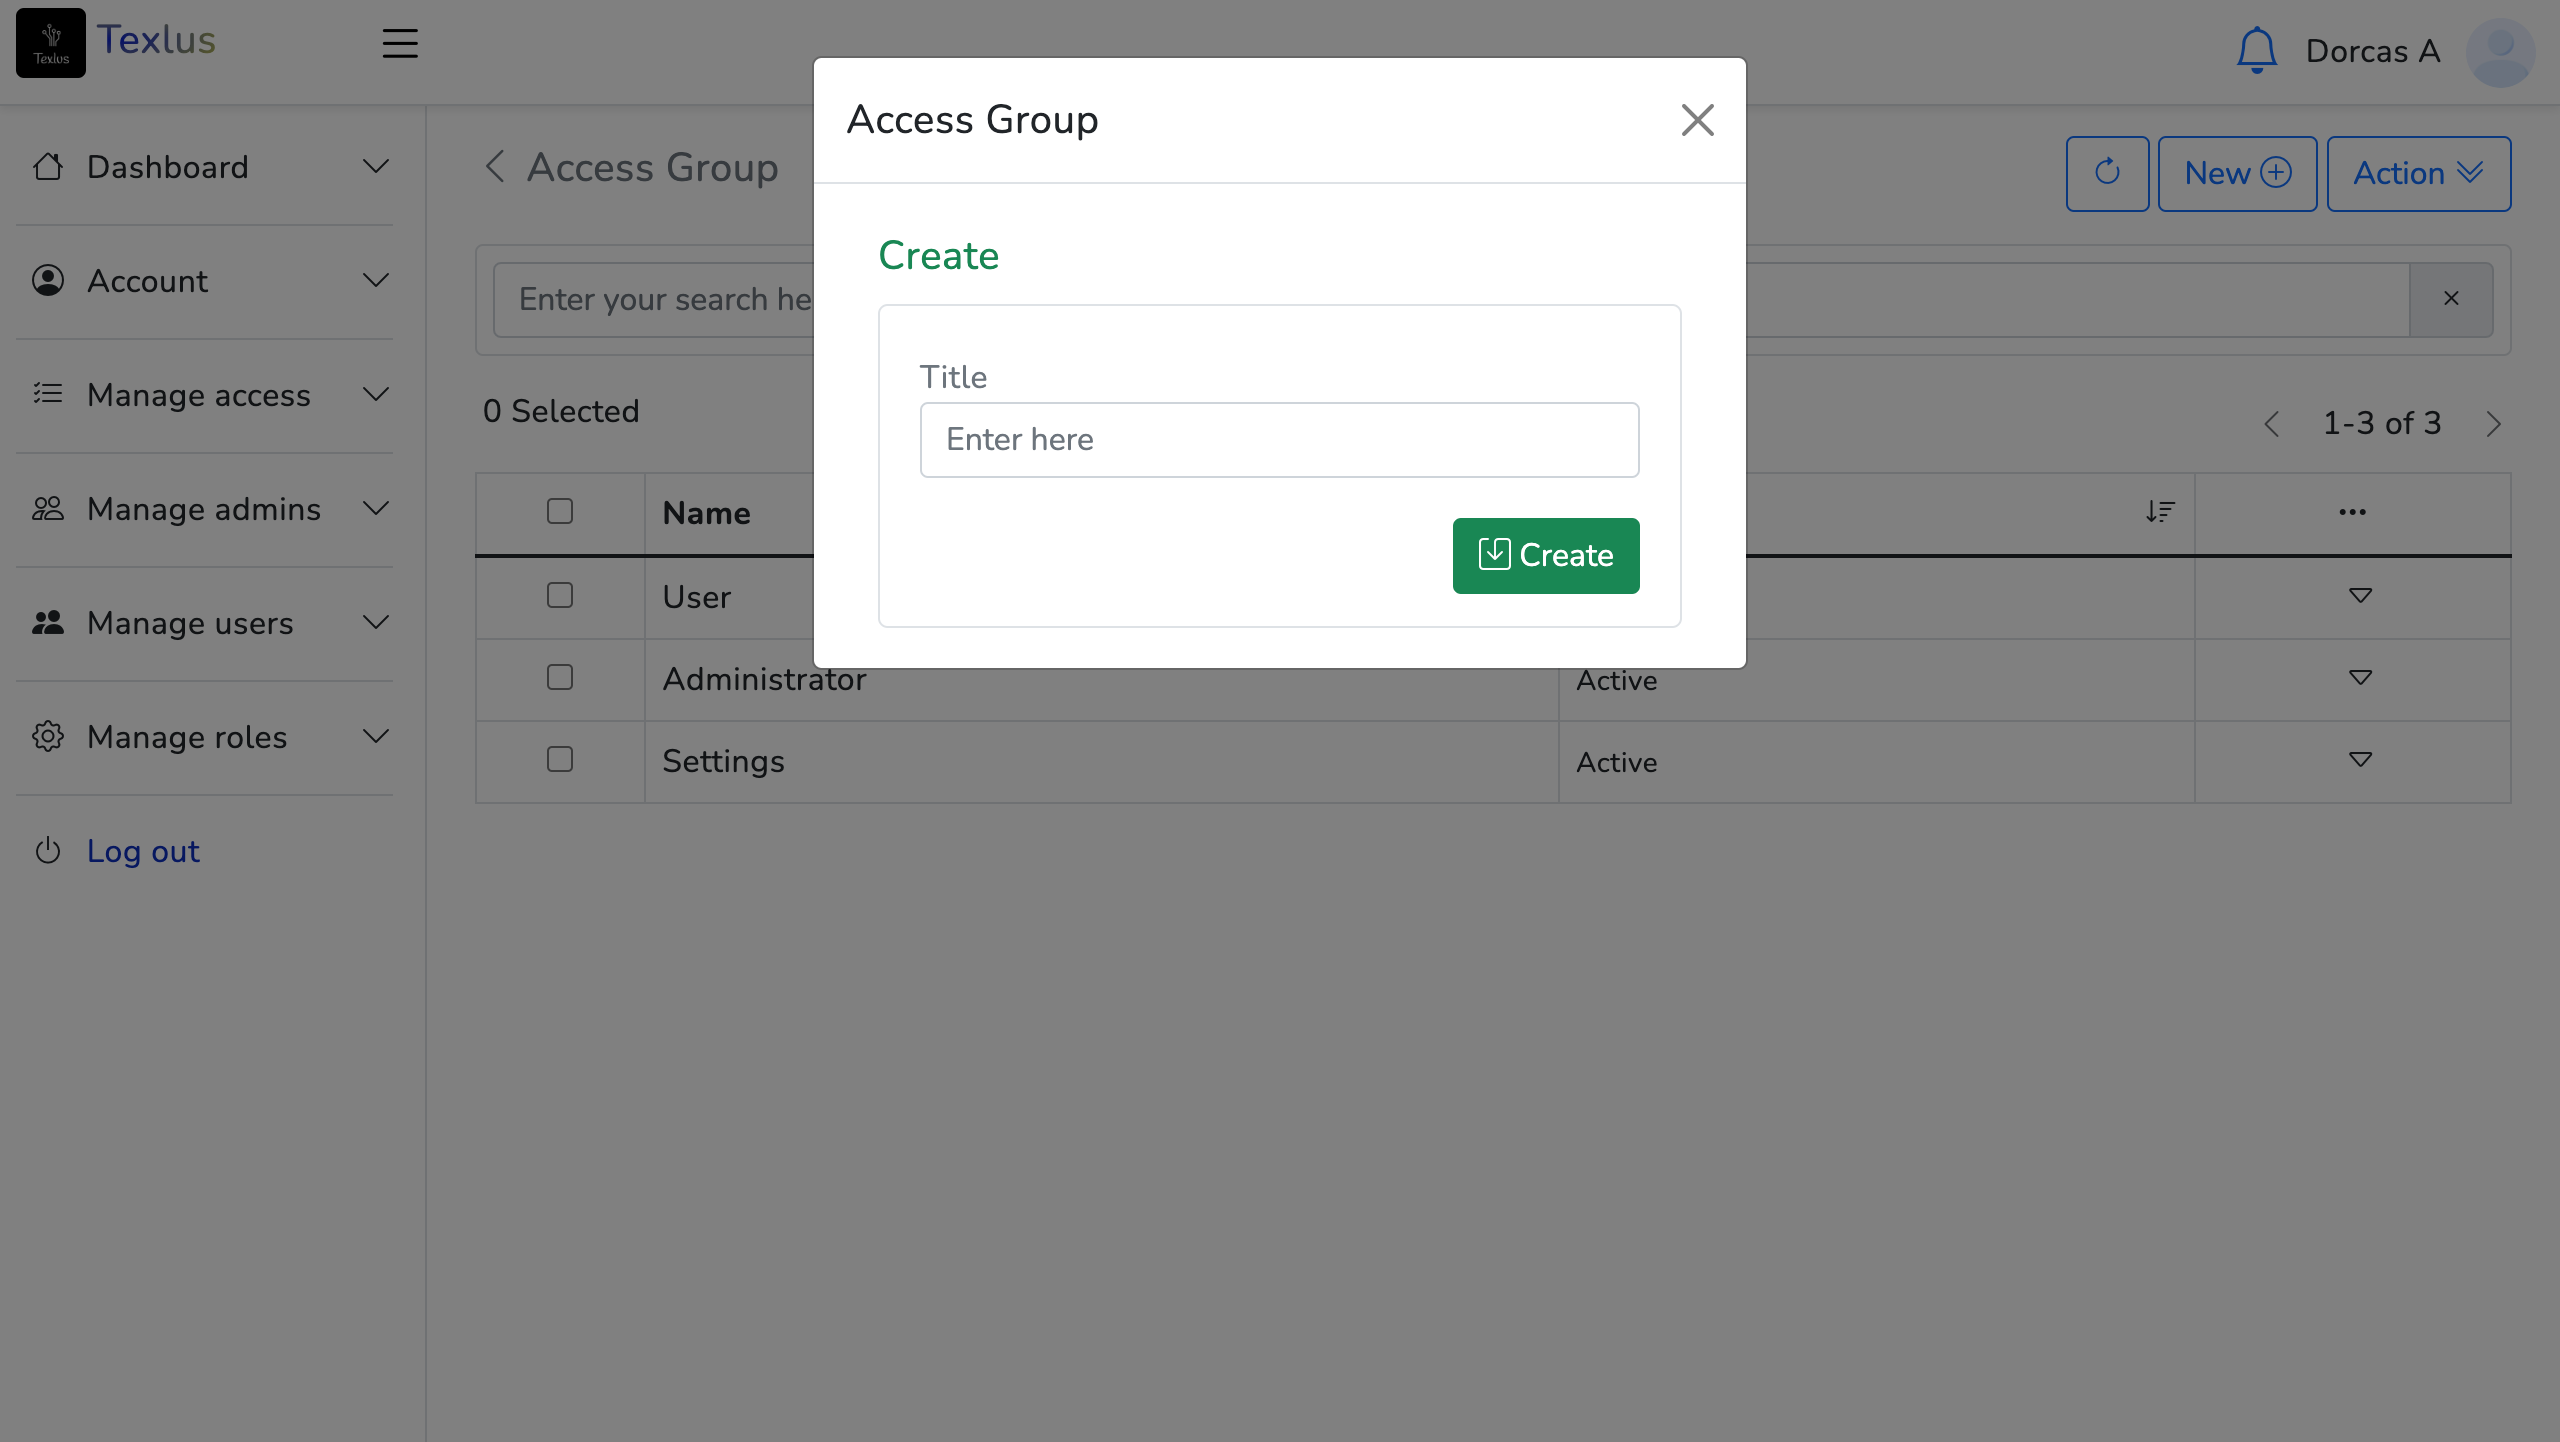 Texlus
Texlus
Dorcas A
Dashboard
Account
Manage access
Manage admins
Manage users
Manage roles
Log out
Access Group
New
Action
Enter your search he
0 Selected
1-3 of 3
Name
User
Administrator
Active
Settings
Active
Access Group
Create
Title
Enter here
Create